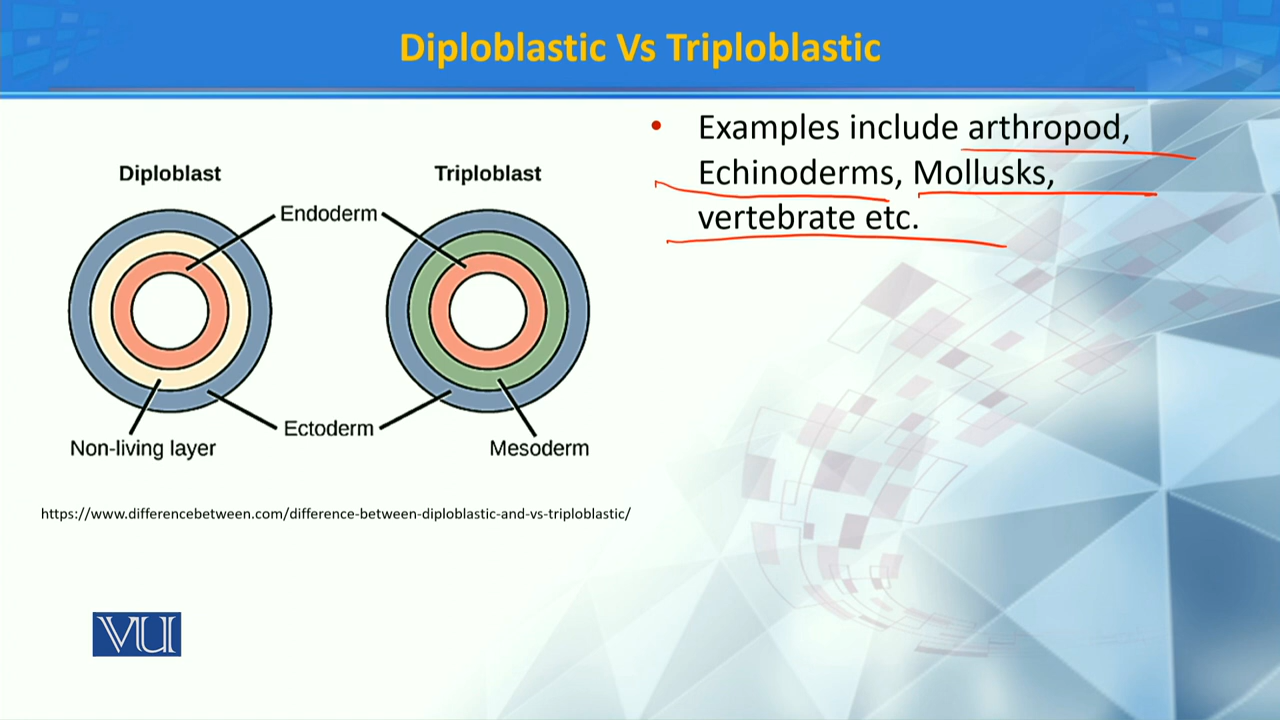 Diploblastic Vs Triploblastic
• Examples include arthropod,
Echinoderms, Mollusks,
vertebrate etc.
Diploblast
Triploblast
Endoderm
Ectoderm
Non-living layer
Mesoderm
https://www.differencebetween.com/difference-between-diploblastic-and-vs-triploblastic/
VU